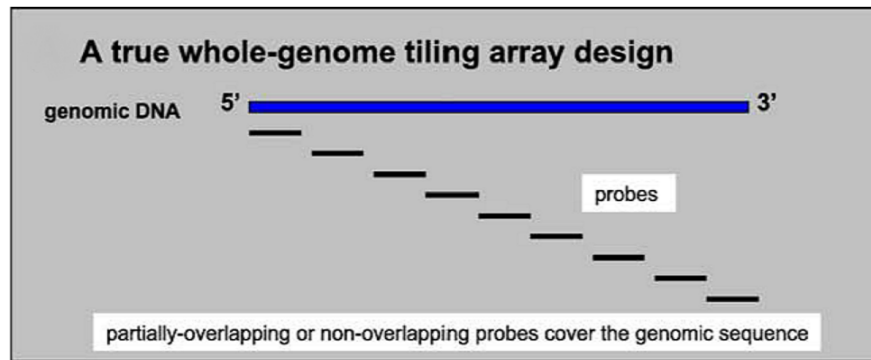 A true whole-genome tiling array design
genomic DNA 5’ 3’
probes
partially-overlapping or non-overlapping probes cover the genomic sequence